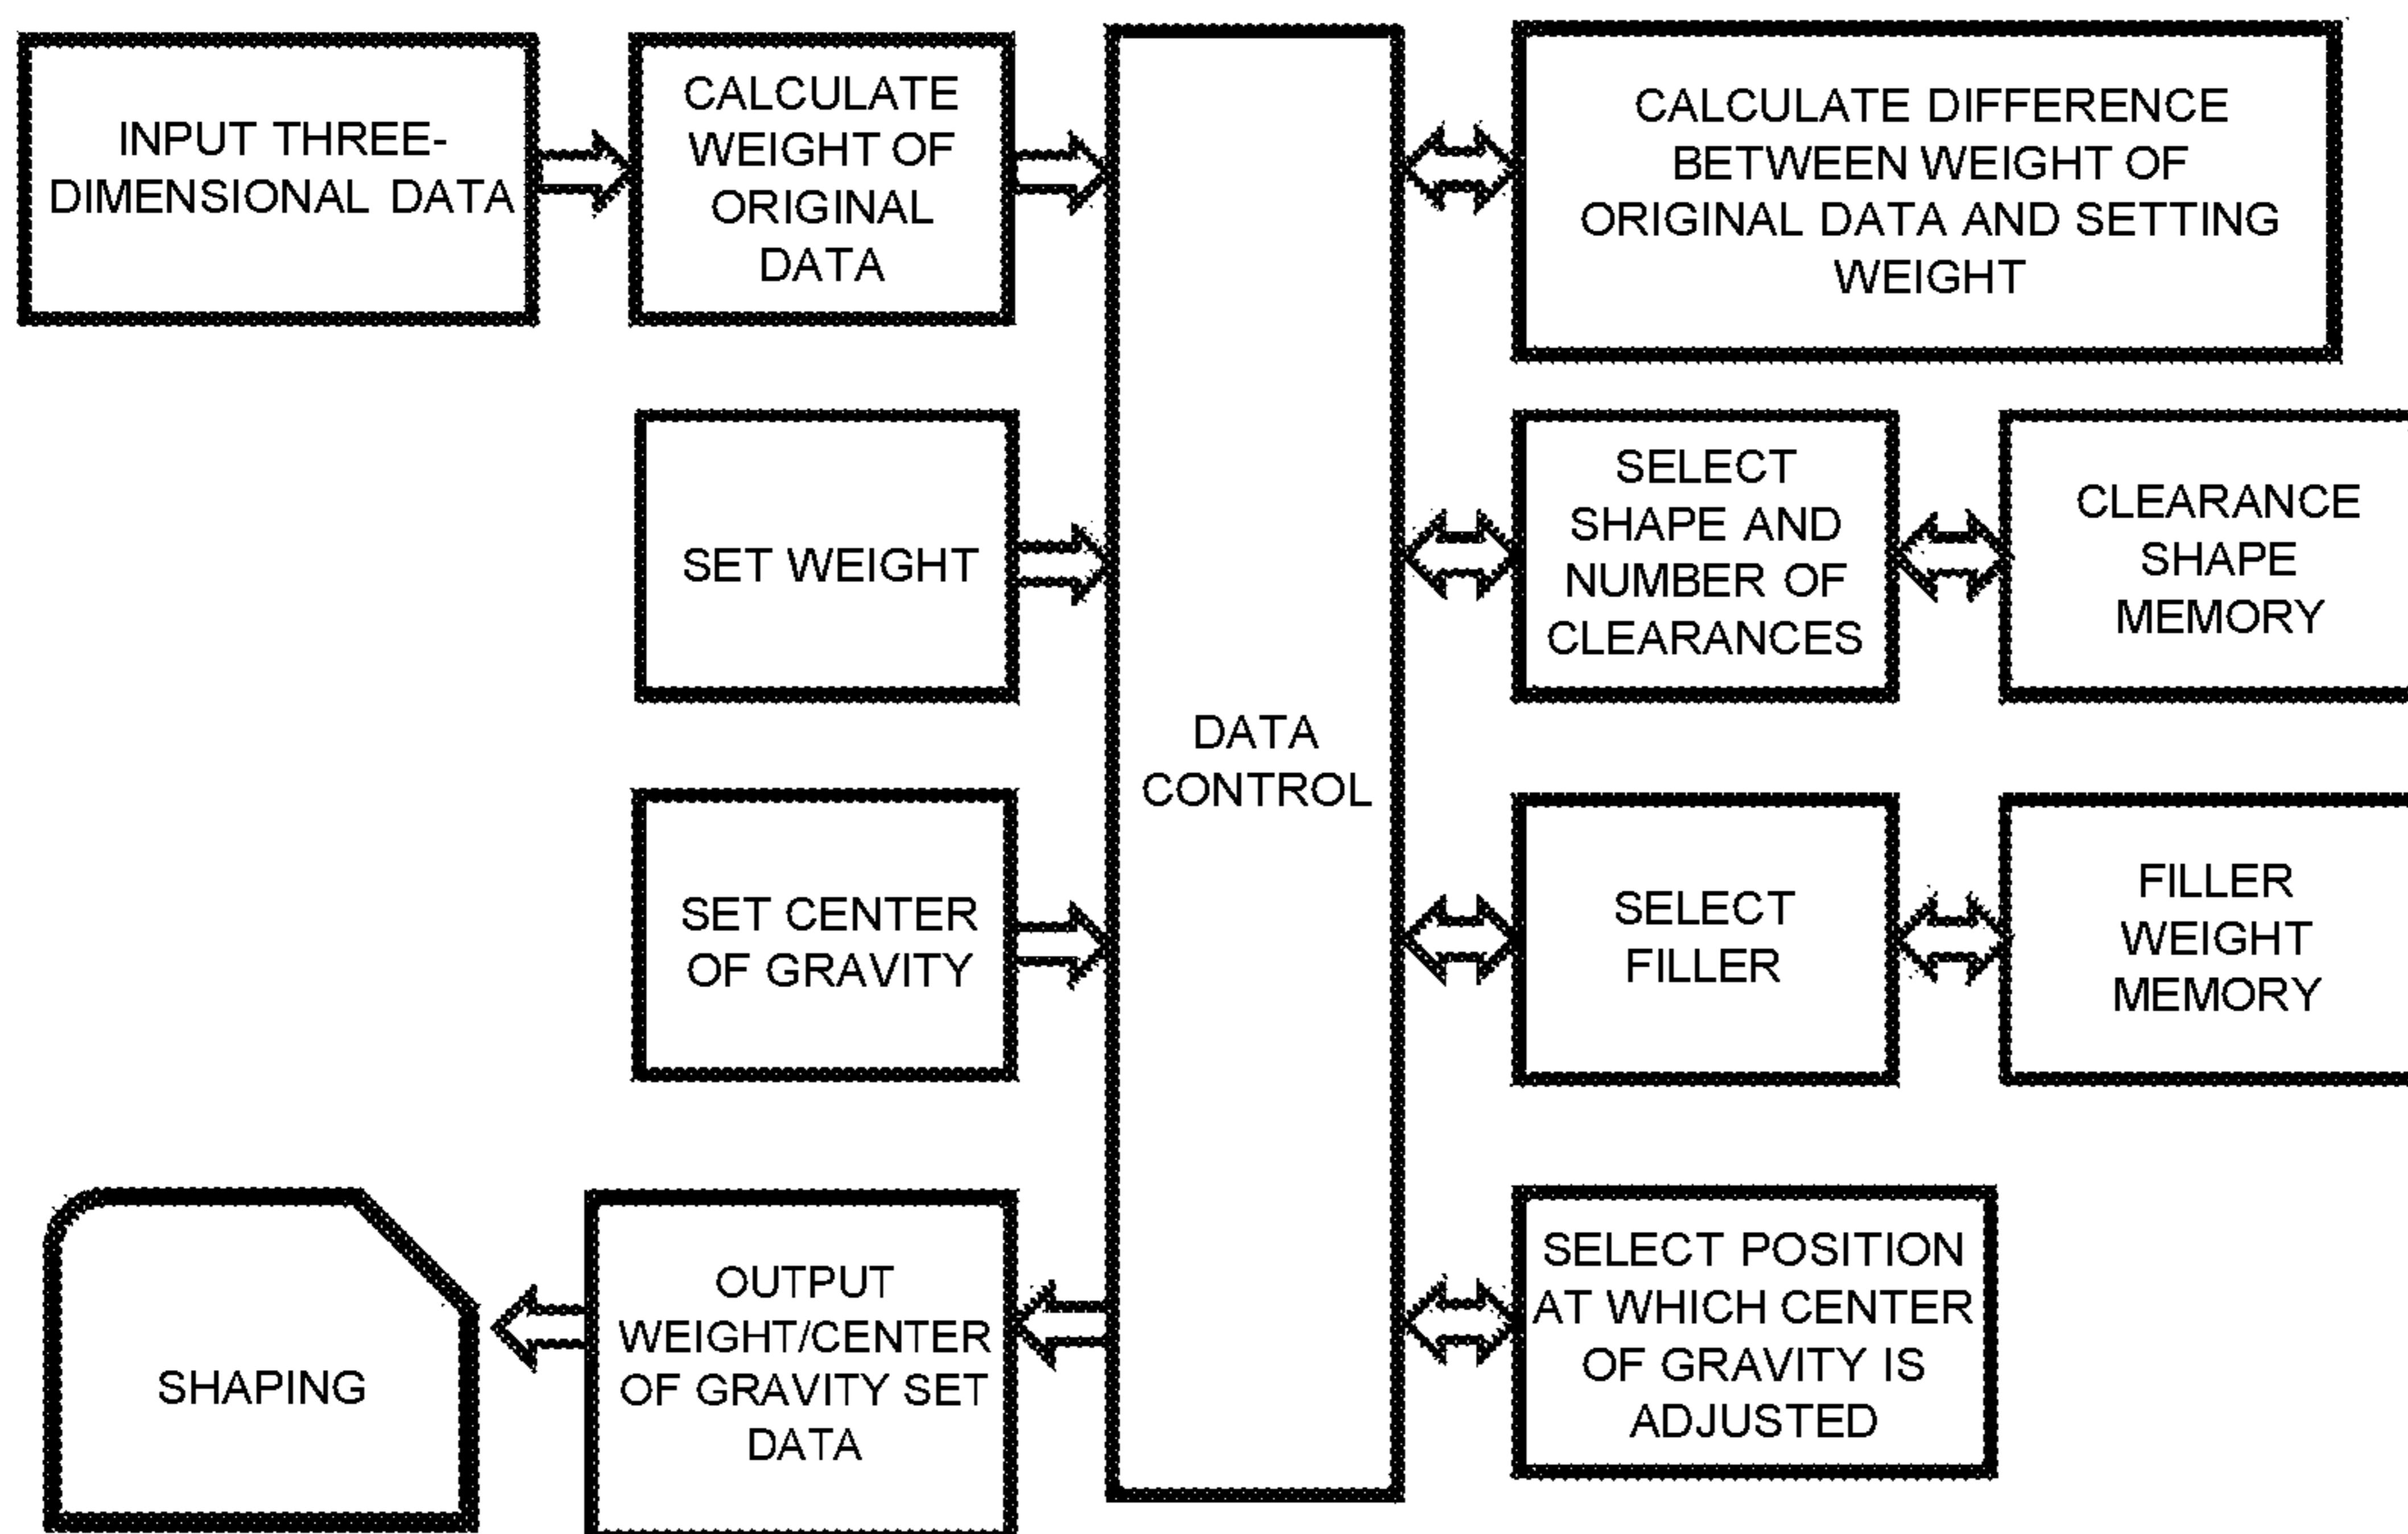 INPUT THREE-
DIMENSIONAL DATA
CALCULATE
WEIGHT OF
ORIGINAL
DATA
CALCULATE DIFFERENCE
BETWEEN WEIGHT OF
ORIGINAL DATA AND SETTING
WEIGHT
SET WEIGHT
SELECT
SHAPE AND
NUMBER OF
CLEARANCES
CLEARANCE
SHAPE
MEMORY
DATA
CONTROL
SET CENTER
OF GRAVITY
SELECT
FILLER
FILLER
WEIGHT
MEMORY
SHAPING
OUTPUT
WEIGHT/CENTER
OF GRAVITY SET
DATA
SELECT POSITION
AT WHICH CENTER
OF GRAVITY IS
ADJUSTED